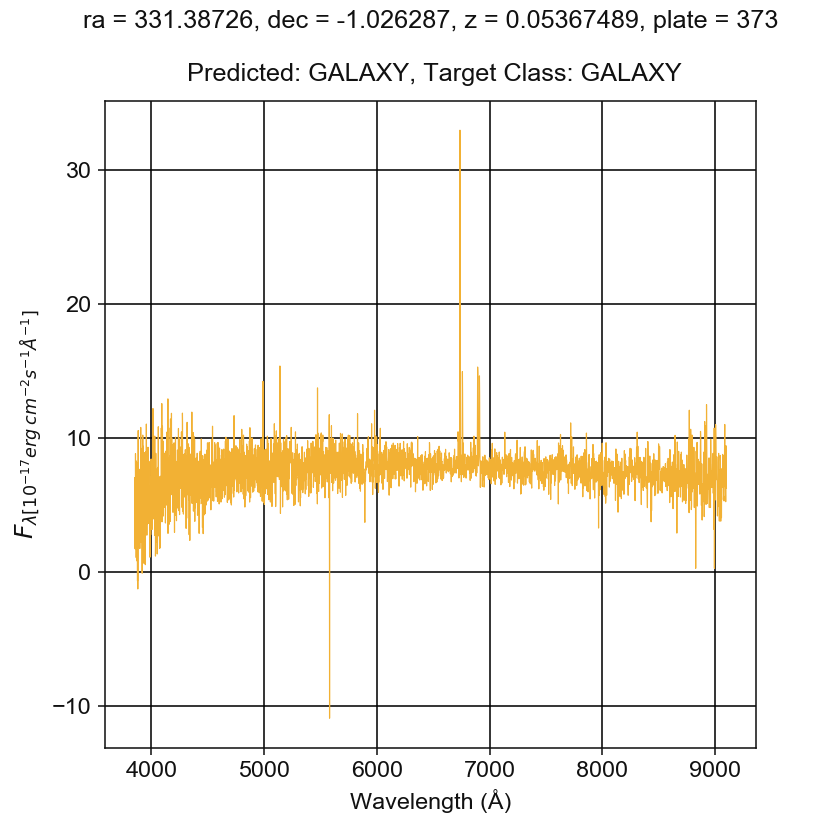 ra = 331.38726, dec = -1.026287, z = 0.05367489, plate = 373
Predicted: GALAXY, Target Class: GALAXY
30
20
10
0
−10
F_λ[10^{-17} erg cm^{-2} s^{-1} Å^{-1}]
4000 5000 6000 7000 8000 9000
Wavelength (Å)